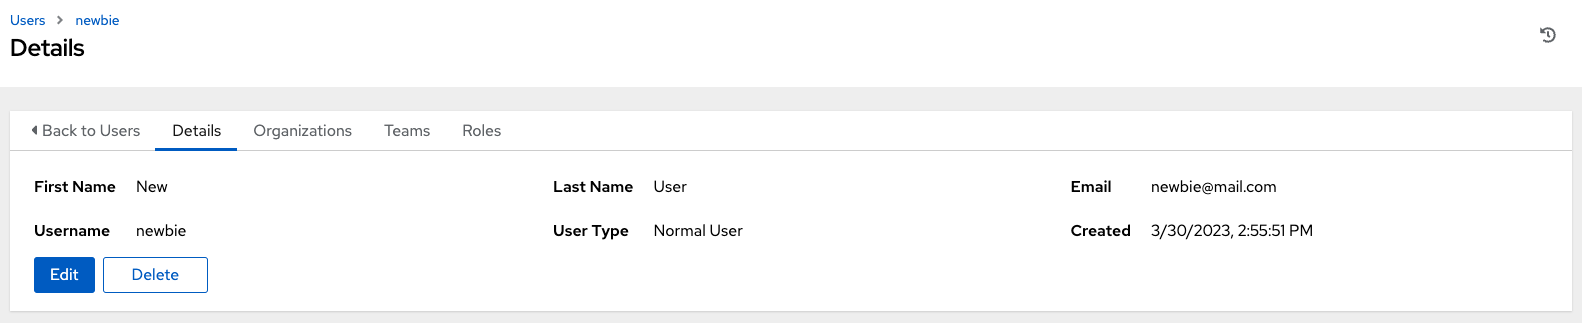 Users > newbie
Details
Back to Users Details Organizations Teams Roles
First Name New Last Name User Email newbie@mail.com
Username newbie User Type Normal User Created 3/30/2023, 2:55:51 PM
Edit Delete